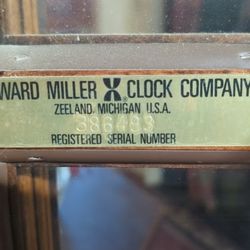 WARD MILLER CLOCK COMPANY
ZEELAND, MICHIGAN U.S.A.
386483
REGISTERED SERIAL NUMBER